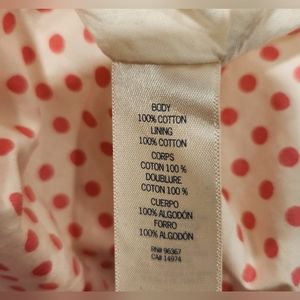 BODY
100% COTTON
LINING
100% COTTON
CORPS
COTON 100 %
DOUBLURE
COTON 100 %
CUERPO
100% ALGODÓN
FORRO
100% ALGODÓN
RN# 96367
CA# 14974